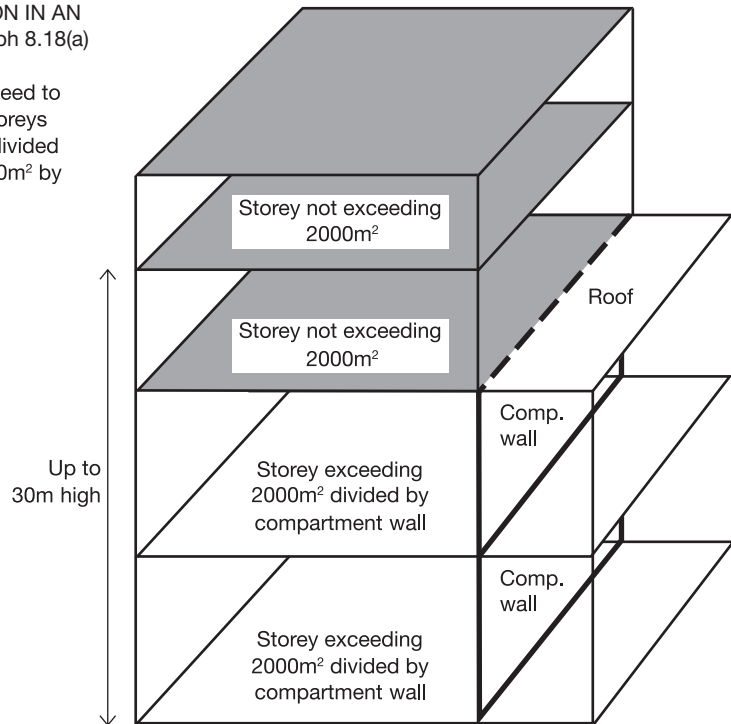 ON IN AN
ph 8.18(a)
eed to
oreys
divided
0m² by
Storey not exceeding
2000m²
Roof
Storey not exceeding
2000m²
Comp.
wall
Up to
30m high
Storey exceeding
2000m² divided by
compartment wall
Comp.
wall
Storey exceeding
2000m² divided by
compartment wall